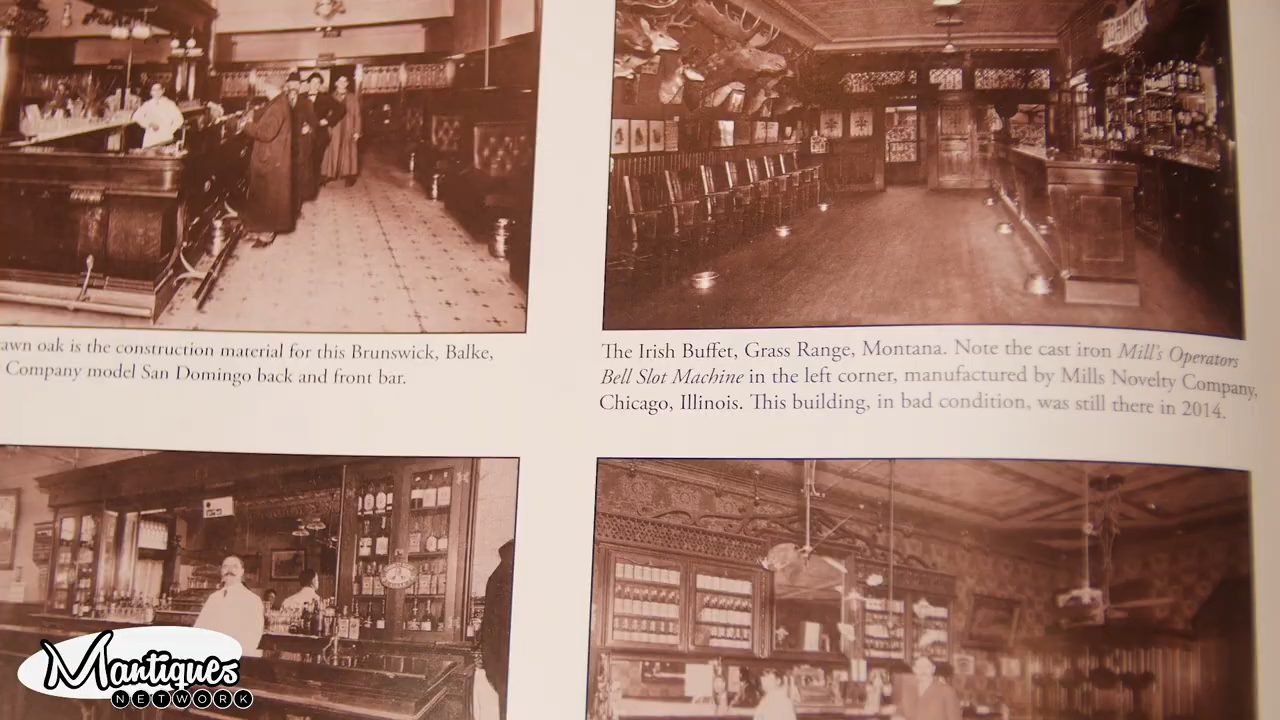 awn oak is the construction material for this Brunswick, Balke,
Company model San Domingo back and front bar.
The Irish Buffet, Grass Range, Montana. Note the cast iron Mill's Operators
Bell Slot Machine in the left corner, manufactured by Mills Novelty Company,
Chicago, Illinois. This building, in bad condition, was still there in 2014.
Mantiques
NETWORK